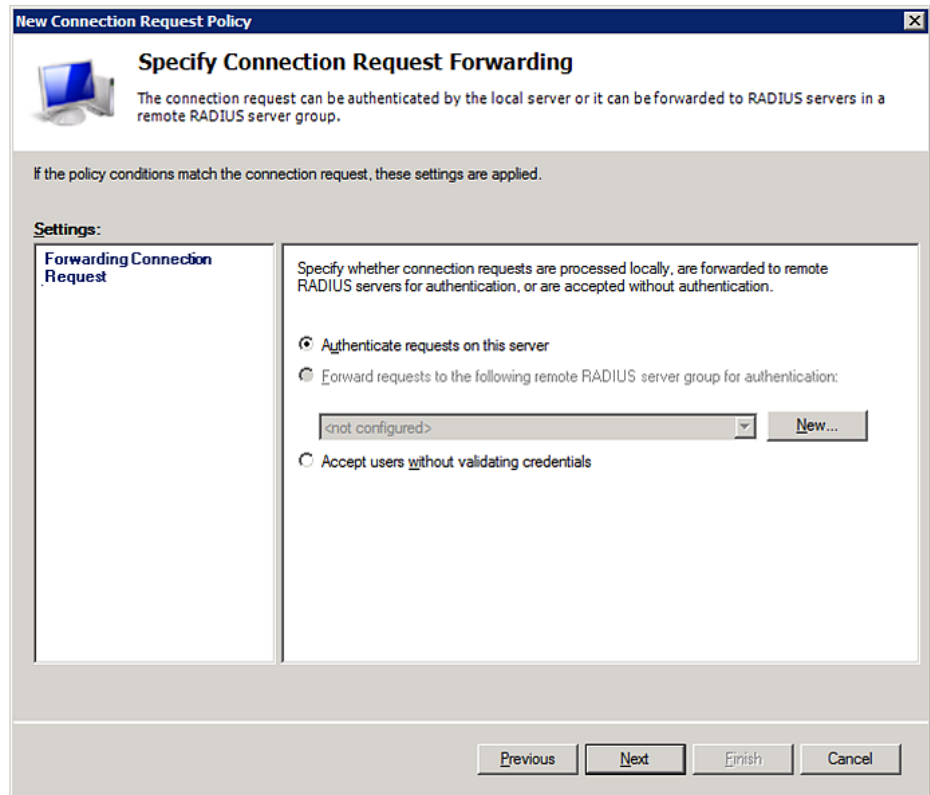 New Connection Request Policy
Specify Connection Request Forwarding
The connection request can be authenticated by the local server or it can be forwarded to RADIUS servers in a
remote RADIUS server group.
If the policy conditions match the connection request, these settings are applied.
Settings:
Forwarding Connection
Request
Specify whether connection requests are processed locally, are forwarded to remote
RADIUS servers for authentication, or are accepted without authentication.
Authenticate requests on this server
Forward requests to the following remote RADIUS server group for authentication:
<not configured>
New...
Accept users without validating credentials
Previous
Next
Finish
Cancel